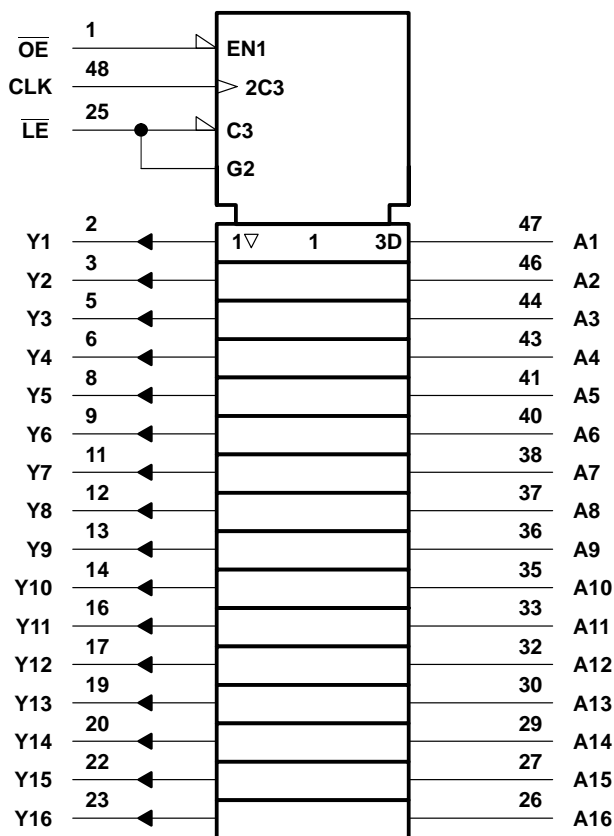 1
OE EN1
48
CLK 2C3
25
LE C3
G2
2 47
Y1 1▽ 1 3D A1
3 46
Y2 A2
5 44
Y3 A3
6 43
Y4 A4
8 41
Y5 A5
9 40
Y6 A6
11 38
Y7 A7
12 37
Y8 A8
13 36
Y9 A9
14 35
Y10 A10
16 33
Y11 A11
17 32
Y12 A12
19 30
Y13 A13
20 29
Y14 A14
22 27
Y15 A15
23 26
Y16 A16